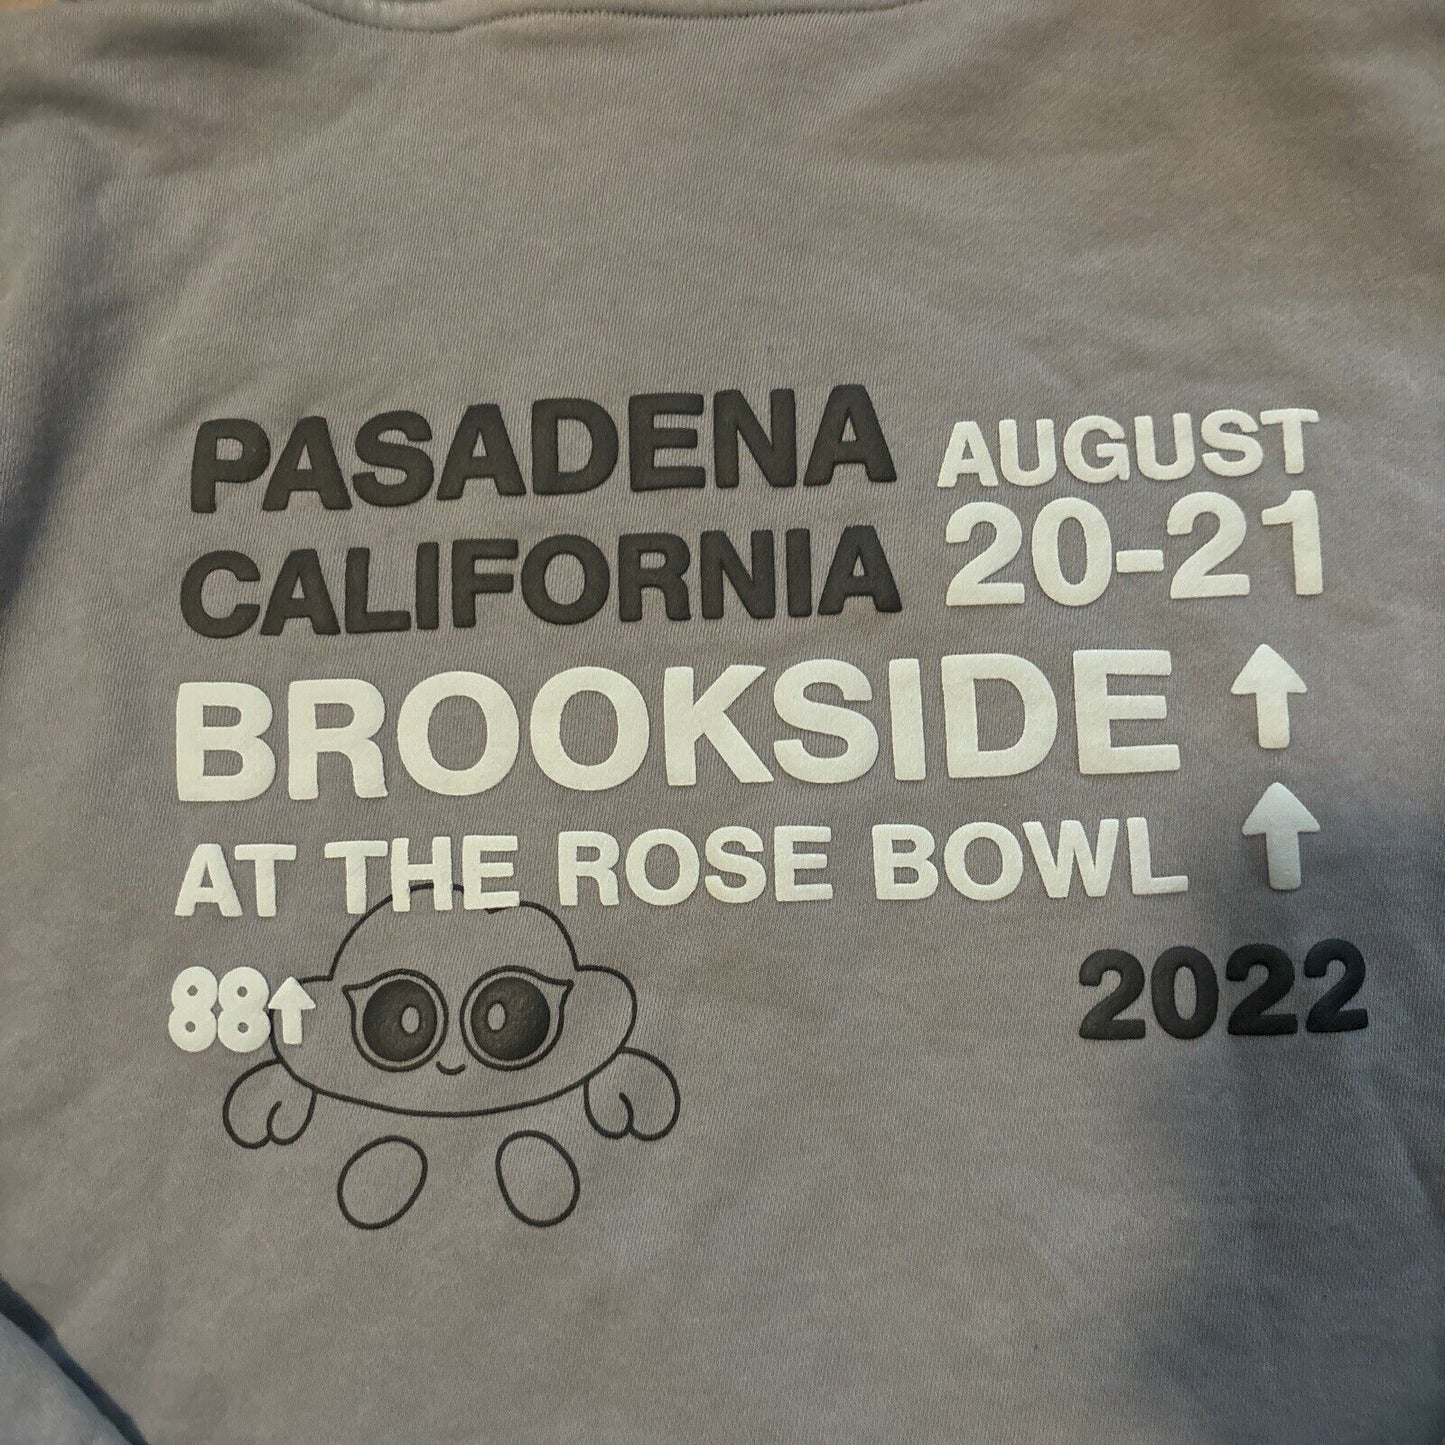 PASADENA AUGUST
CALIFORNIA 20-21
BROOKSIDE ↑
AT THE ROSE BOWL ↑
88↑ 2022